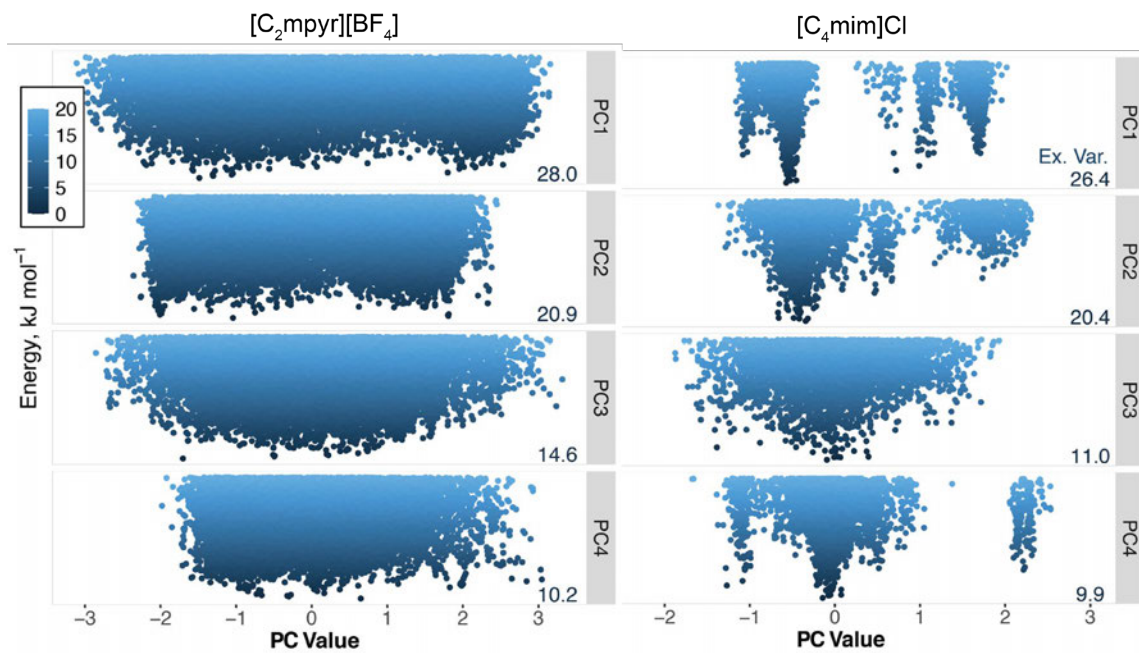 [C₂mpyr][BF₄]
[C₄mim]Cl
20
15
10
5
0
Energy, kJ mol⁻¹
PC1
28.0
PC2
20.9
PC3
14.6
PC4
10.2
−3 −2 −1 0 1 2 3
PC Value
PC1
Ex. Var.
26.4
PC2
20.4
PC3
11.0
PC4
9.9
−2 −1 0 1 2 3
PC Value